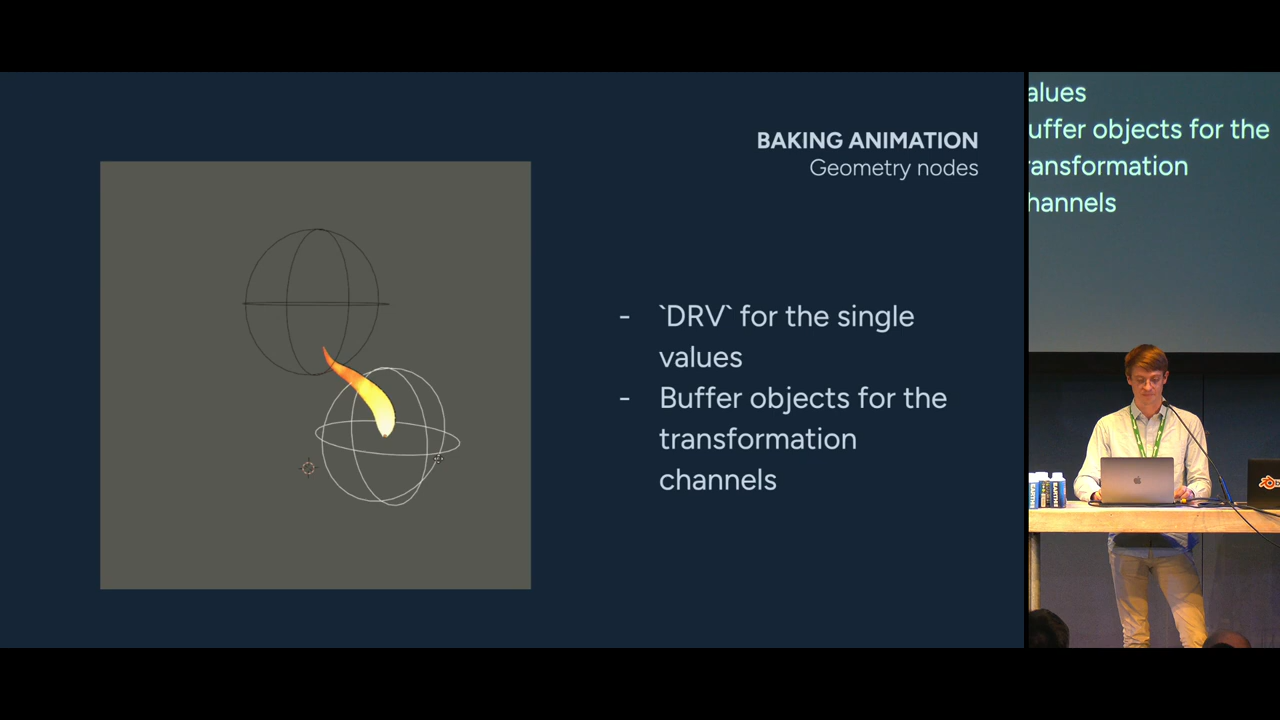 BAKING ANIMATION
Geometry nodes
- `DRV` for the single
values
- Buffer objects for the
transformation
channels
alues
uffer objects for the
ransformation
hannels